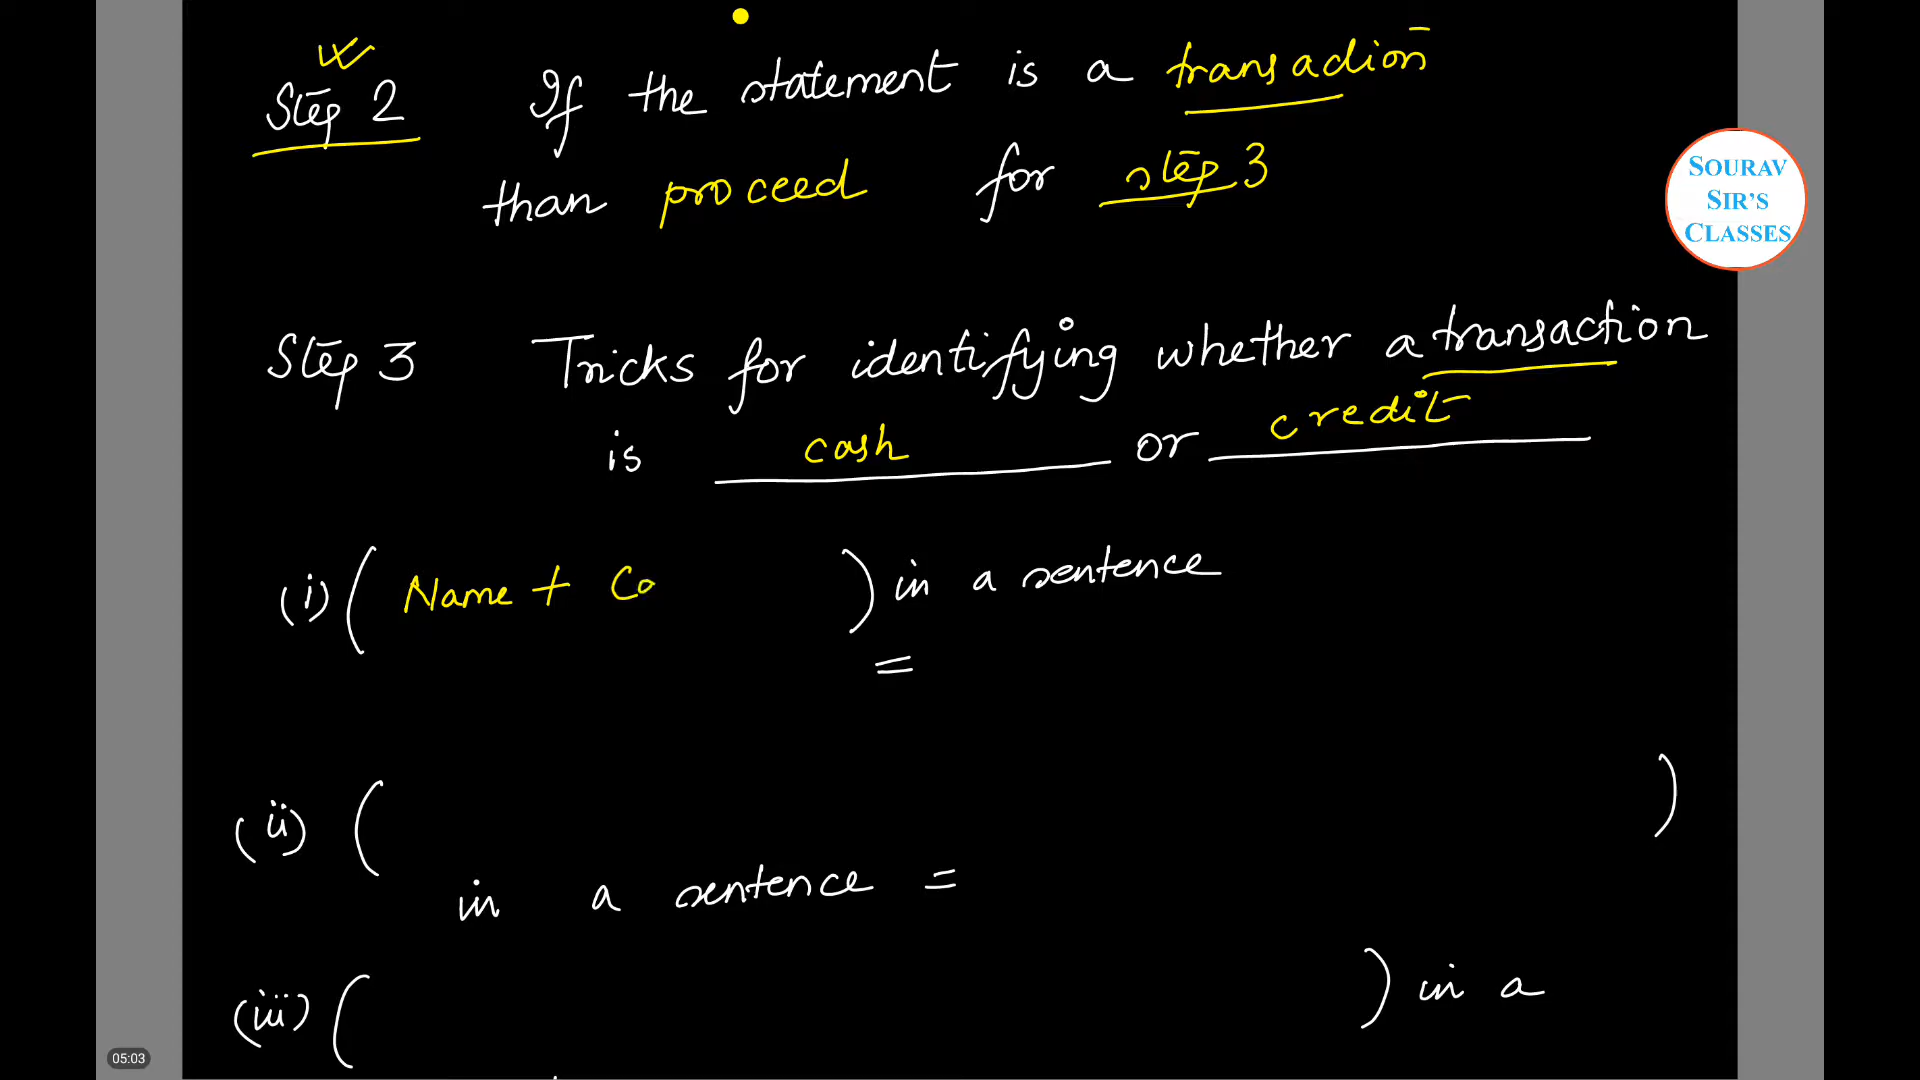 Step 2 If the statement is a transadion
than proceed for step 3
SOURAV
SIR'S
CLASSES
Step 3 Tricks for identifying whether a transaction
is cash or credit
(i) ( Name + Co ) in a sentence
=
(ii) ( )
in a sentence =
(iii) ( ) in a
05:03